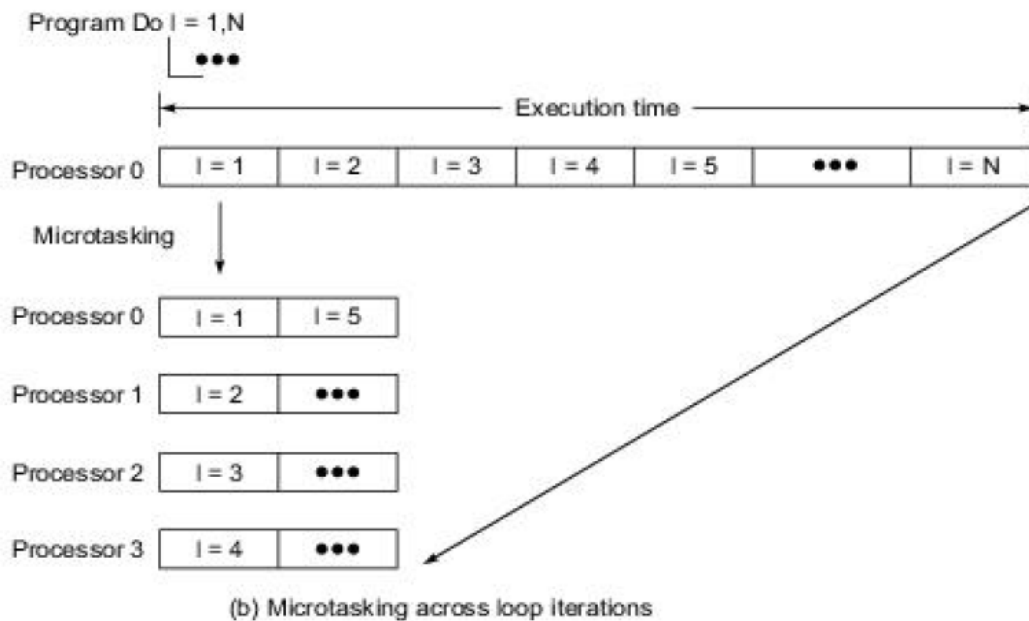 Program Do I = 1,N
•••
Execution time
Processor 0 I = 1 I = 2 I = 3 I = 4 I = 5 ••• I = N
Microtasking
Processor 0 I = 1 I = 5
Processor 1 I = 2 •••
Processor 2 I = 3 •••
Processor 3 I = 4 •••
(b) Microtasking across loop iterations